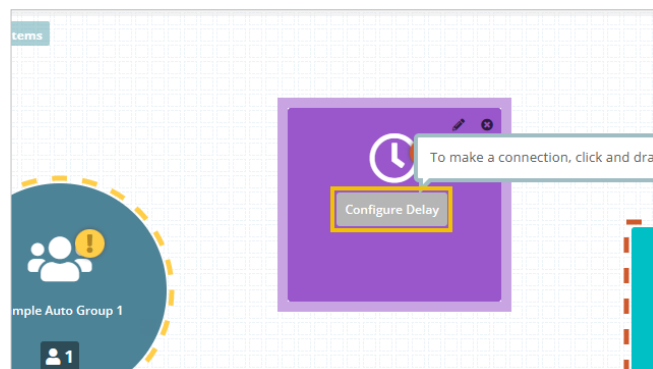 tems
To make a connection, click and dra
Configure Delay
mple Auto Group 1
1